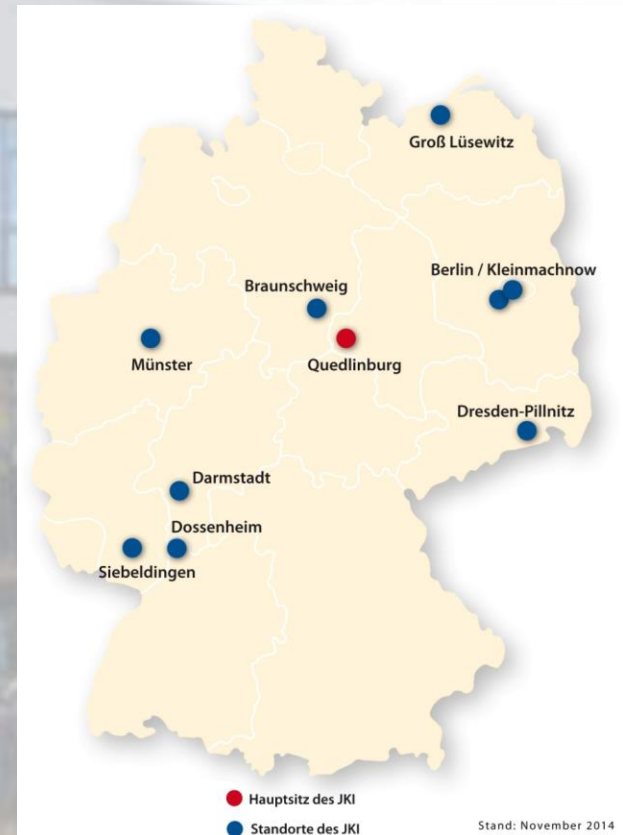 Groß Lüsewitz
Berlin / Kleinmachnow
Braunschweig
Münster
Quedlinburg
Dresden-Pillnitz
Darmstadt
Dossenheim
Siebeldingen
Hauptsitz des JKI
Standorte des JKI
Stand: November 2014